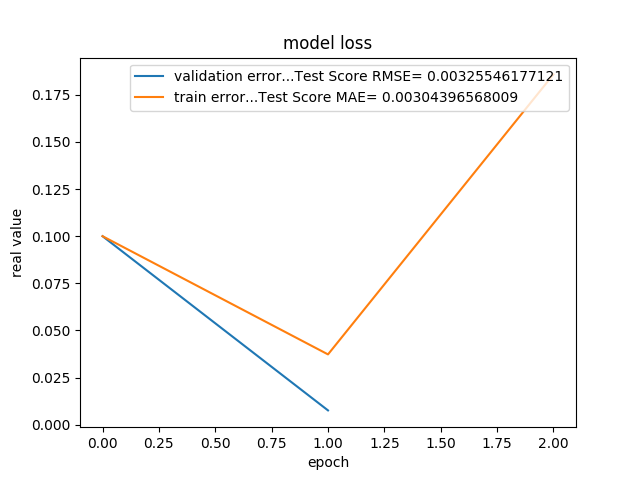 model loss
validation error...Test Score RMSE= 0.00325546177121
train error...Test Score MAE= 0.00304396568009
real value
0.175
0.150
0.125
0.100
0.075
0.050
0.025
0.000
0.00 0.25 0.50 0.75 1.00 1.25 1.50 1.75 2.00
epoch